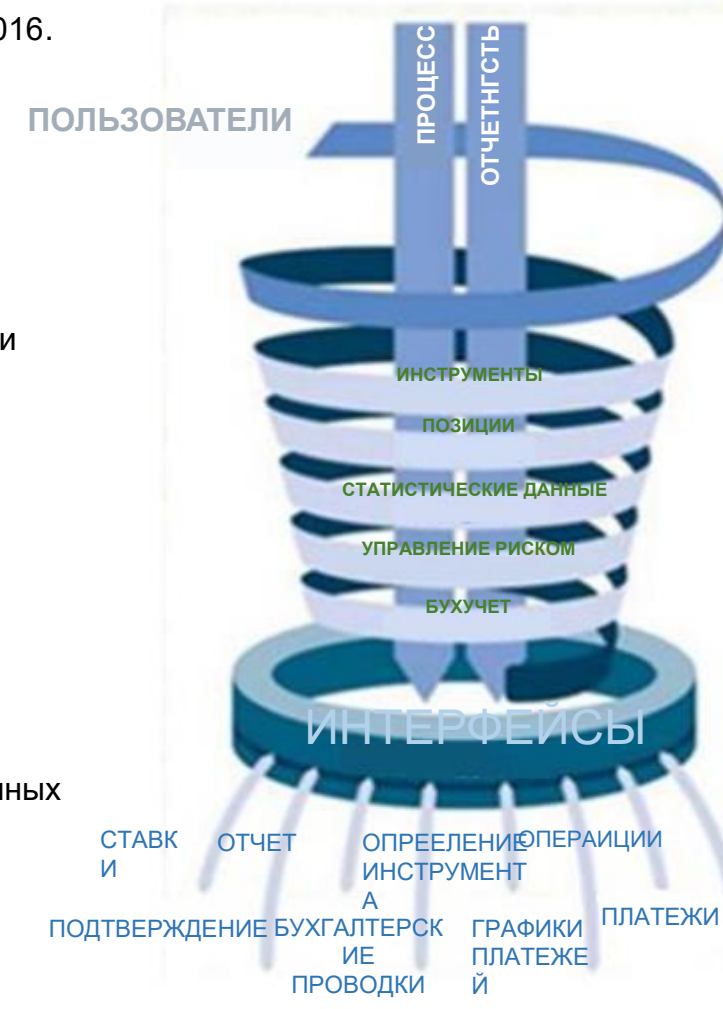 016.
ПОЛЬЗОВАТЕЛИ
ПРОЦЕСС
ОТЧЕТНГСТЬ
и
ИНСТРУМЕНТЫ
ПОЗИЦИИ
СТАТИСТИЧЕСКИЕ ДАННЫЕ
УПРАВЛЕНИЕ РИСКОМ
БУХУЧЕТ
ИНТЕРФЕЙСЫ
нных
СТАВК
И
ОТЧЕТ
ОПРЕЕЛЕНИЕ
ИНСТРУМЕНТ
А
ОПЕРАИЦИИ
ПОДТВЕРЖДЕНИЕ
БУХГАЛТЕРСК
ИЕ
ПРОВОДКИ
ГРАФИКИ
ПЛАТЕЖЕ
Й
ПЛАТЕЖИ